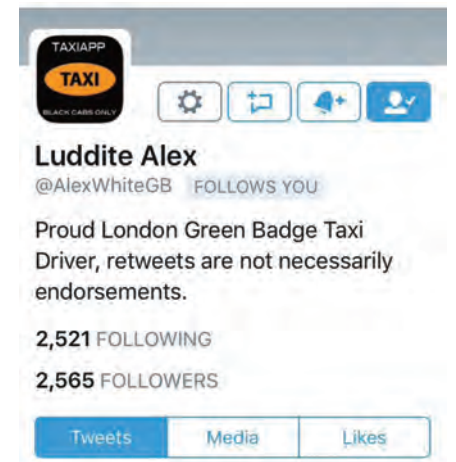 TAXIAPP
TAXI
BLACK CABS ONLY
Luddite Alex
@AlexWhiteGB FOLLOWS YOU
Proud London Green Badge Taxi
Driver, retweets are not necessarily
endorsements.
2,521 FOLLOWING
2,565 FOLLOWERS
Tweets Media Likes